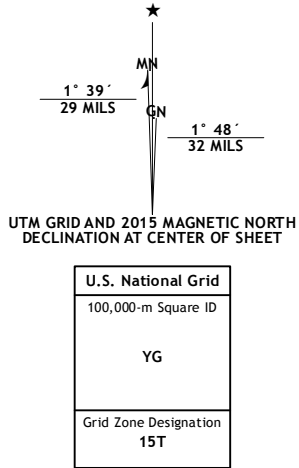 ★
MN
1° 39´
29 MILS
GN
1° 48´
32 MILS
UTM GRID AND 2015 MAGNETIC NORTH
DECLINATION AT CENTER OF SHEET
U.S. National Grid
100,000-m Square ID
YG
Grid Zone Designation
15T